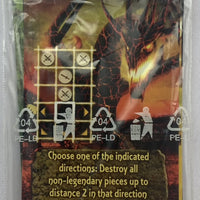 04 04 04
PE-LD PE-LD PE-LD
Choose one of the indicated
directions: Destroy all
non-legendary pieces up to
distance 2 in that direction